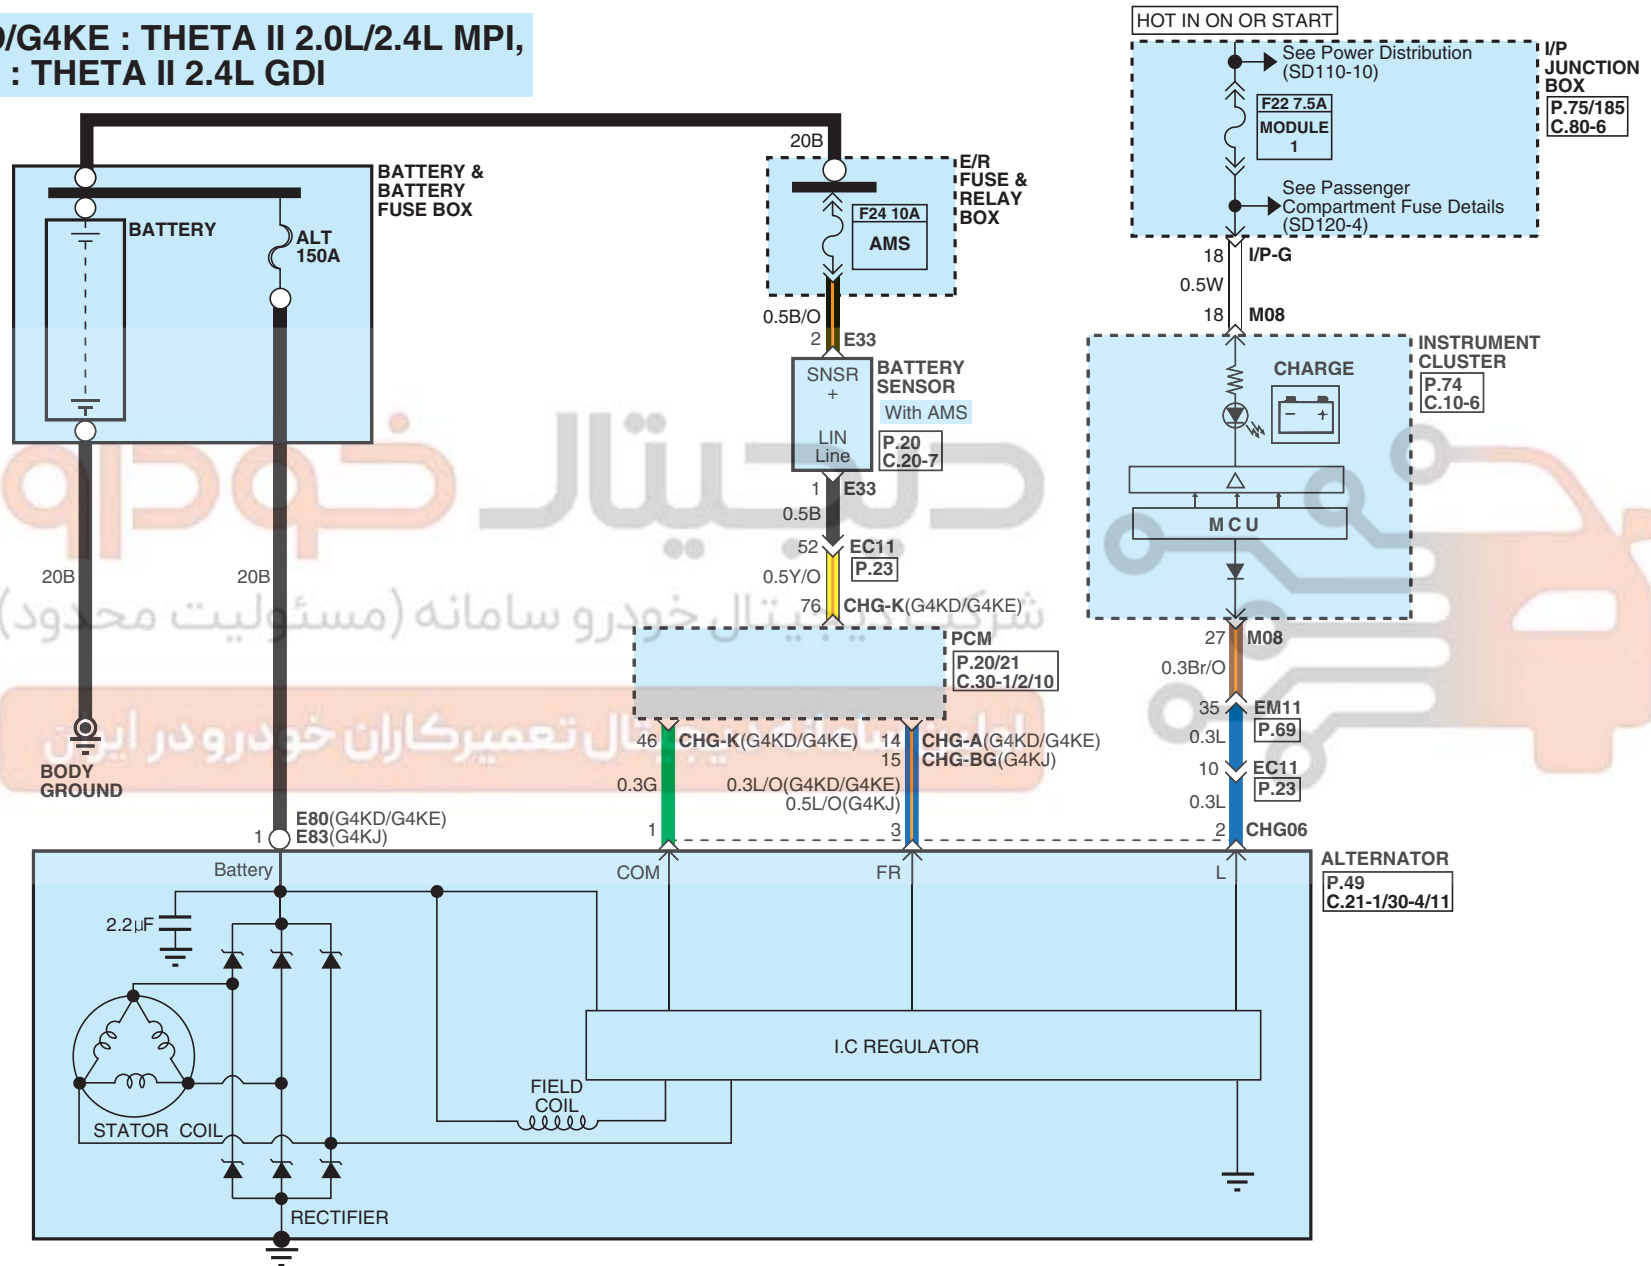 D/G4KE : THETA II 2.0L/2.4L MPI,
: THETA II 2.4L GDI
HOT IN ON OR START
See Power Distribution
(SD110-10)
I/P
JUNCTION
BOX
P.75/185
C.80-6
F22 7.5A
MODULE
1
See Passenger
Compartment Fuse Details
(SD120-4)
18 I/P-G
0.5W
18 M08
BATTERY &
BATTERY
FUSE BOX
BATTERY
ALT
150A
20B
E/R
FUSE &
RELAY
BOX
F24 10A
AMS
0.5B/O
2 E33
SNSR
+
LIN
Line
BATTERY
SENSOR
With AMS
P.20
C.20-7
1 E33
0.5B
52 EC11
P.23
0.5Y/O
76 CHG-K(G4KD/G4KE)
PCM
P.20/21
C.30-1/2/10
INSTRUMENT
CLUSTER
P.74
C.10-6
CHARGE
- +
MCU
27 M08
0.3Br/O
35 EM11
P.69
0.3L
10 EC11
P.23
0.3L
2 CHG06
دیجیتال خودرو
شرکت دیجیتال خودرو سامانه (مسئولیت محدود)
اولین سامانه دیجیتال تعمیرکاران خودرو در ایران
20B
20B
BODY
GROUND
46 CHG-K(G4KD/G4KE)
0.3G
1
14 CHG-A(G4KD/G4KE)
15 CHG-BG(G4KJ)
0.3L/O(G4KD/G4KE)
0.5L/O(G4KJ)
3
E80(G4KD/G4KE)
1 E83(G4KJ)
ALTERNATOR
P.49
C.21-1/30-4/11
Battery
COM
FR
L
2.2µF
I.C REGULATOR
FIELD
COIL
STATOR COIL
RECTIFIER